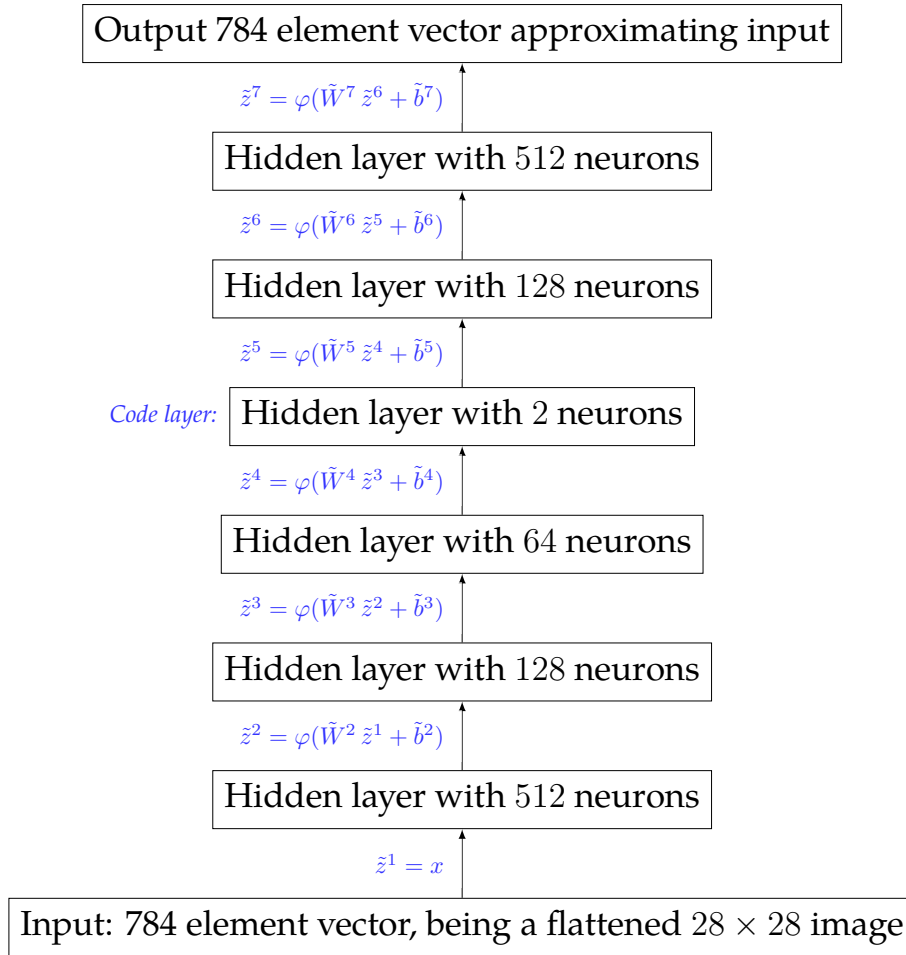 Output 784 element vector approximating input
z̃⁷ = φ(W̃⁷ z̃⁶ + b̃⁷)
Hidden layer with 512 neurons
z̃⁶ = φ(W̃⁶ z̃⁵ + b̃⁶)
Hidden layer with 128 neurons
z̃⁵ = φ(W̃⁵ z̃⁴ + b̃⁵)
Code layer: Hidden layer with 2 neurons
z̃⁴ = φ(W̃⁴ z̃³ + b̃⁴)
Hidden layer with 64 neurons
z̃³ = φ(W̃³ z̃² + b̃³)
Hidden layer with 128 neurons
z̃² = φ(W̃² z̃¹ + b̃²)
Hidden layer with 512 neurons
z̃¹ = x
Input: 784 element vector, being a flattened 28 × 28 image